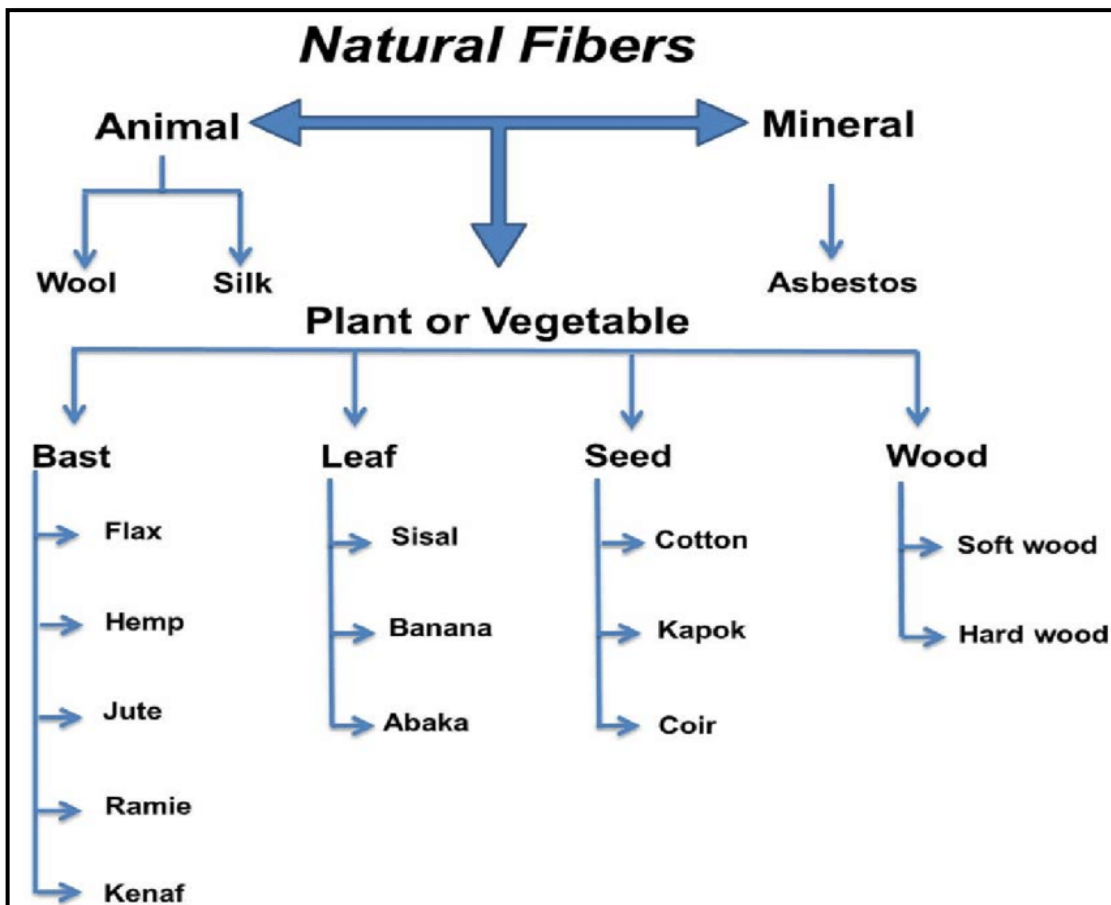 Natural Fibers
Animal
Mineral
Wool
Silk
Asbestos
Plant or Vegetable
Bast
Leaf
Seed
Wood
Flax
Hemp
Jute
Ramie
Kenaf
Sisal
Banana
Abaka
Cotton
Kapok
Coir
Soft wood
Hard wood